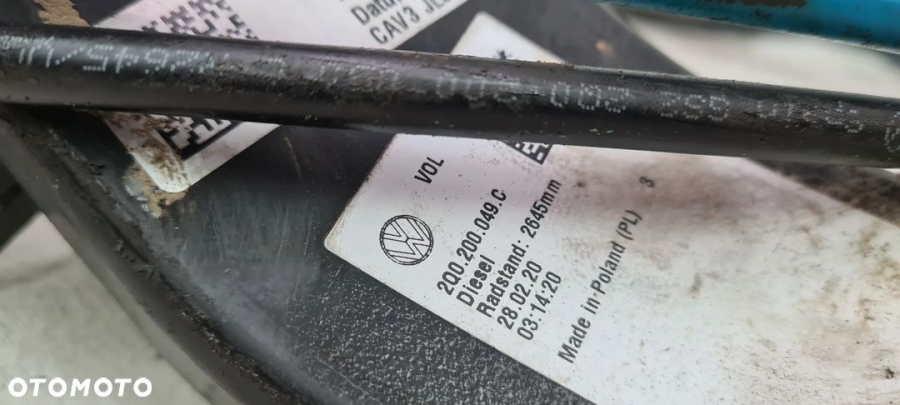 CAV3
VOL
2Q0.200.049.C
Diesel
Radstand: 2645mm
28.02.20
03:14:20
Made in Poland (PL) 3
OTOMOTO